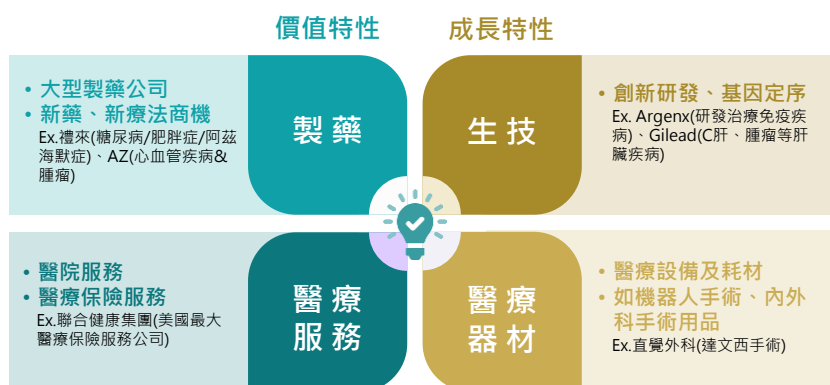 價值特性
成長特性
• 大型製藥公司
• 新藥、新療法商機
Ex.禮來(糖尿病/肥胖症/阿茲
海默症)、AZ(心血管疾病&
腫瘤)
製藥
生技
• 創新研發、基因定序
Ex. Argenx(研發治療免疫疾
病)、Gilead(C肝、腫瘤等肝
臟疾病)
• 醫院服務
• 醫療保險服務
Ex.聯合健康集團(美國最大
醫療保險服務公司)
醫療
服務
醫療
器材
• 醫療設備及耗材
• 如機器人手術、內外
科手術用品
Ex.直覺外科(達文西手術)